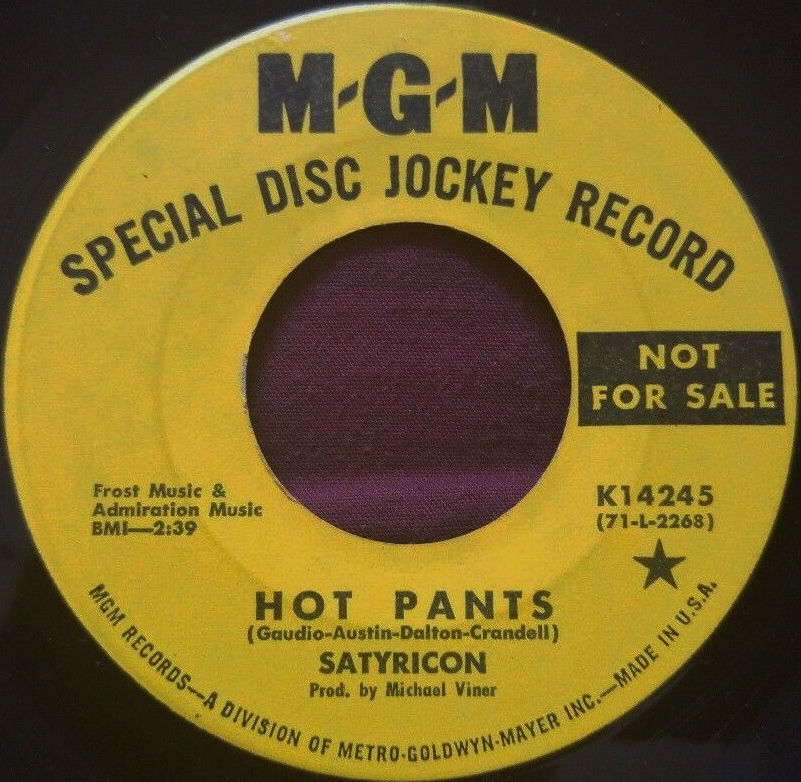 M-G-M
SPECIAL DISC JOCKEY RECORD
NOT
FOR SALE
Frost Music &
Admiration Music
BMI—2:39
K14245
(71-L-2268)
HOT PANTS
(Gaudio-Austin-Dalton-Crandell)
SATYRICON
Prod. by Michael Viner
MGM RECORDS—A DIVISION OF METRO-GOLDWYN-MAYER INC.—MADE IN U.S.A.